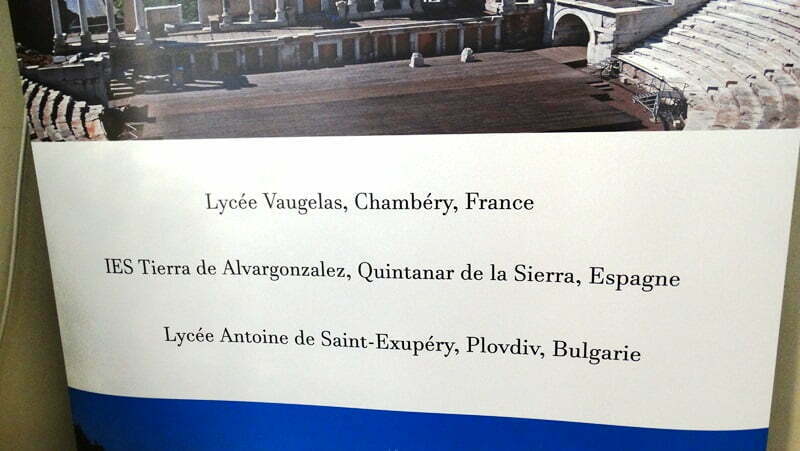 Lycée Vaugelas, Chambéry, France
IES Tierra de Alvargonzalez, Quintanar de la Sierra, Espagne
Lycée Antoine de Saint-Exupéry, Plovdiv, Bulgarie